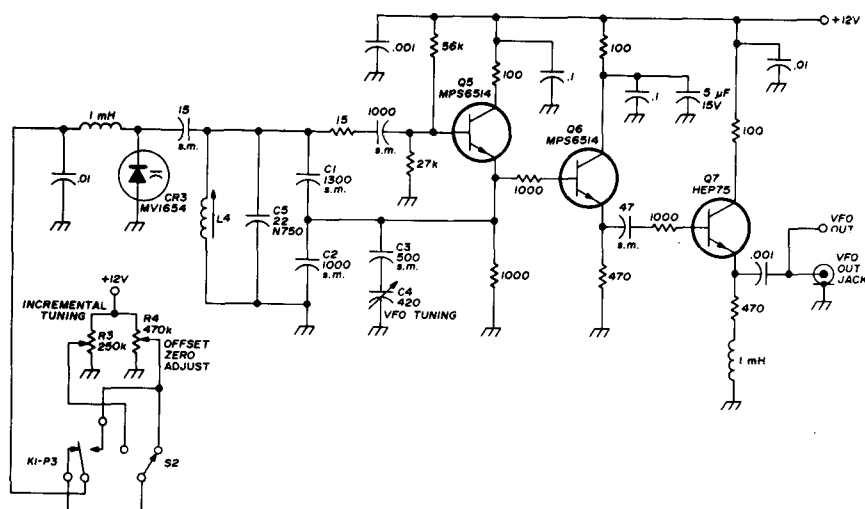 +12V
.001
56k
100
.1
Q5
MPS6514
100
.1
5 µF
15V
Q6
MPS6514
.01
100
Q7
HEP75
1 mH
15
s.m.
.01
CR3
MV1654
L4
C5
22
N750
15
1000
s.m.
C1
1300
s.m.
27k
1000
C2
1000
s.m.
C3
500
s.m.
C4
420
VFO TUNING
1000
47
s.m.
1000
470
.001
VFO
OUT
VFO
OUT
JACK
470
1 mH
+12V
INCREMENTAL
TUNING
R3
250k
R4
470k
OFFSET
ZERO
ADJUST
K1-P3
S2